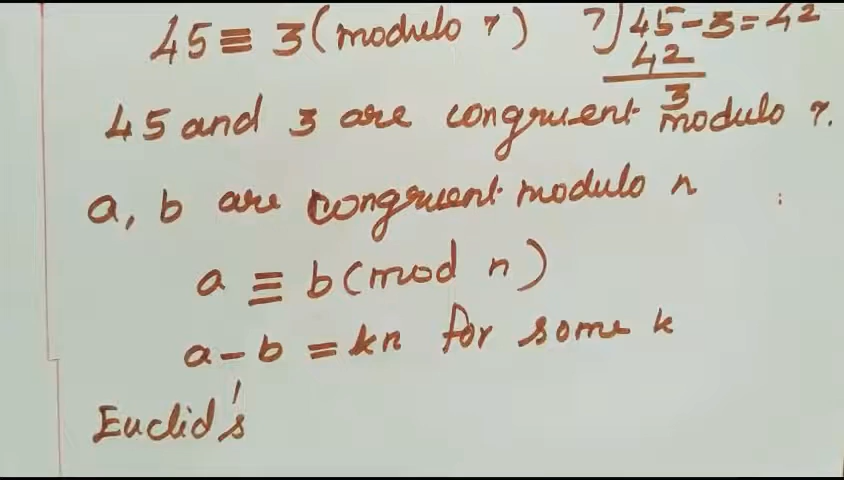 45 ≡ 3 (modulo 7) 7)45-3=42
42
3
45 and 3 are congruent modulo 7.
a, b are congruent modulo n
a ≡ b (mod n)
a - b = kn for some k
Euclid's